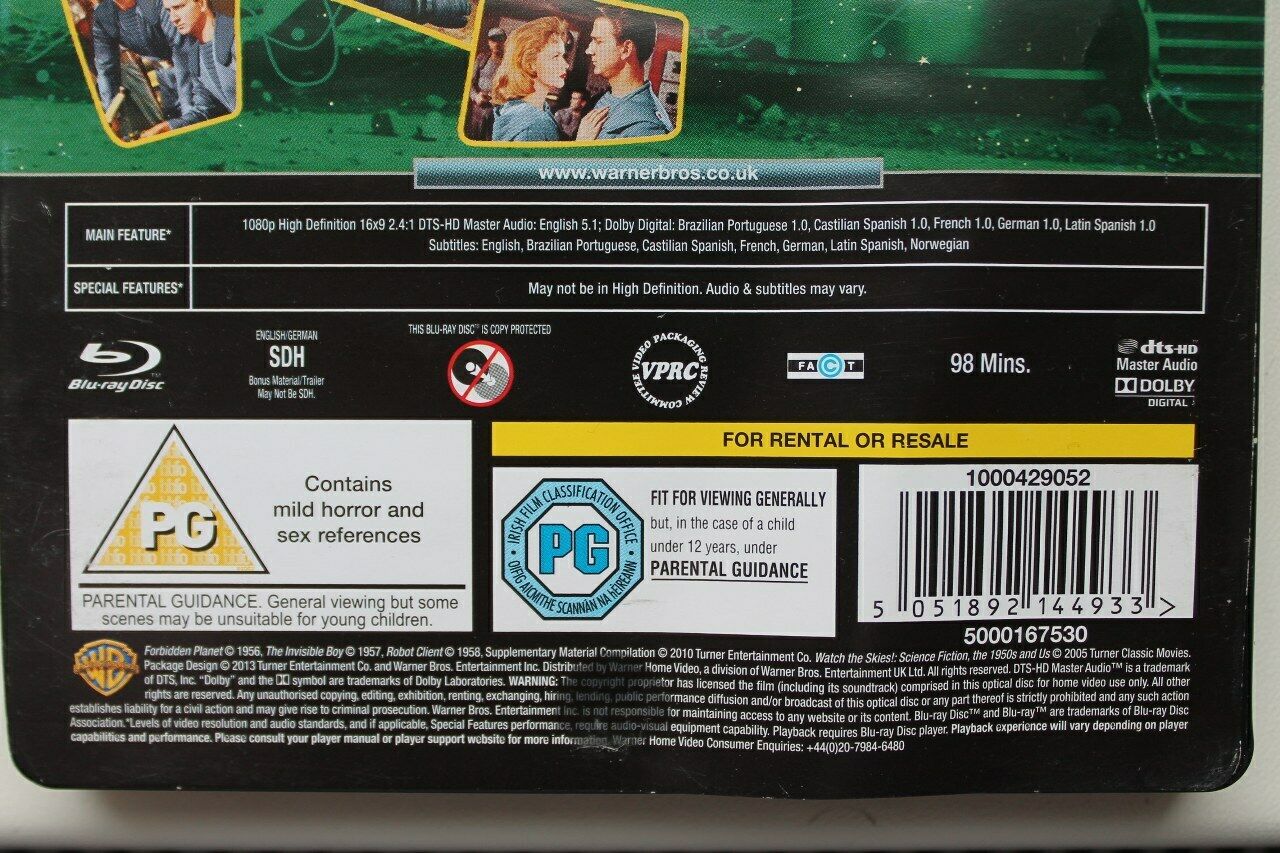 www.warnerbros.co.uk
MAIN FEATURE*
1080p High Definition 16x9 2.4:1 DTS-HD Master Audio: English 5.1; Dolby Digital: Brazilian Portuguese 1.0, Castilian Spanish 1.0, French 1.0, German 1.0, Latin Spanish 1.0
Subtitles: English, Brazilian Portuguese, Castilian Spanish, French, German, Latin Spanish, Norwegian
SPECIAL FEATURES*
May not be in High Definition. Audio & subtitles may vary.
Blu-ray Disc™
ENGLISH/GERMAN
SDH
Bonus Material/Trailer
May Not Be SDH.
THIS BLU-RAY DISC™ IS COPY PROTECTED
VIDEO PACKAGING REVIEW COMMITTEE
VPRC
FACT
98 Mins.
dts-HD
Master Audio
DOLBY
DIGITAL
PG
Contains
mild horror and
sex references
PARENTAL GUIDANCE. General viewing but some
scenes may be unsuitable for young children.
FOR RENTAL OR RESALE
IRISH FILM CLASSIFICATION OFFICE
PG
OIFIG AICMITHE SCANNÁN NA hÉIREANN
FIT FOR VIEWING GENERALLY
but, in the case of a child
under 12 years, under
PARENTAL GUIDANCE
1000429052
5 051892 144933 >
5000167530
WB
Forbidden Planet © 1956, The Invisible Boy © 1957, Robot Client © 1958, Supplementary Material Compilation © 2010 Turner Entertainment Co. Watch the Skies!: Science Fiction, the 1950s and Us © 2005 Turner Classic Movies.
Package Design © 2013 Turner Entertainment Co. and Warner Bros. Entertainment Inc. Distributed by Warner Home Video, a division of Warner Bros. Entertainment UK Ltd. All rights reserved. DTS-HD Master Audio™ is a trademark
of DTS, Inc. “Dolby” and the DD symbol are trademarks of Dolby Laboratories. WARNING: The copyright proprietor has licensed the film (including its soundtrack) comprised in this optical disc for home video use only. All other
rights are reserved. Any unauthorised copying, editing, exhibition, renting, exchanging, hiring, lending, public performance diffusion and/or broadcast of this optical disc or any part thereof is strictly prohibited and any such action
establishes liability for a civil action and may give rise to criminal prosecution. Warner Bros. Entertainment Inc. is not responsible for maintaining access to any website or its content. Blu-ray Disc™ and Blu-ray™ are trademarks of Blu-ray Disc
Association.*Levels of video resolution and audio standards, and if applicable, Special Features performance, require audio-visual equipment capability. Playback requires Blu-ray Disc player. Playback experience will vary depending on player
capabilities and performance. Please consult your player manual or player support website for more information. Warner Home Video Consumer Enquiries: +44(0)20-7984-6480